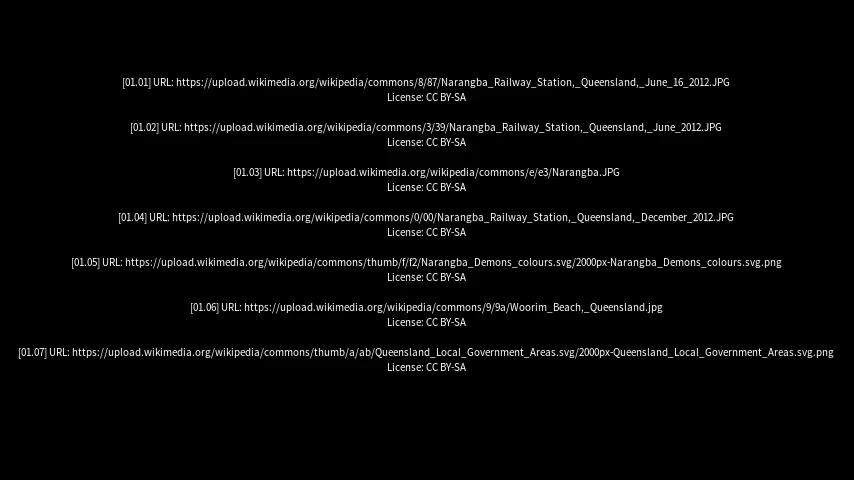 [01.01] URL: https://upload.wikimedia.org/wikipedia/commons/8/87/Narangba_Railway_Station,_Queensland,_June_16_2012.JPG
License: CC BY-SA
[01.02] URL: https://upload.wikimedia.org/wikipedia/commons/3/39/Narangba_Railway_Station,_Queensland,_June_2012.JPG
License: CC BY-SA
[01.03] URL: https://upload.wikimedia.org/wikipedia/commons/e/e3/Narangba.JPG
License: CC BY-SA
[01.04] URL: https://upload.wikimedia.org/wikipedia/commons/0/00/Narangba_Railway_Station,_Queensland,_December_2012.JPG
License: CC BY-SA
[01.05] URL: https://upload.wikimedia.org/wikipedia/commons/thumb/f/f2/Narangba_Demons_colours.svg/2000px-Narangba_Demons_colours.svg.png
License: CC BY-SA
[01.06] URL: https://upload.wikimedia.org/wikipedia/commons/9/9a/Woorim_Beach,_Queensland.jpg
License: CC BY-SA
[01.07] URL: https://upload.wikimedia.org/wikipedia/commons/thumb/a/ab/Queensland_Local_Government_Areas.svg/2000px-Queensland_Local_Government_Areas.svg.png
License: CC BY-SA